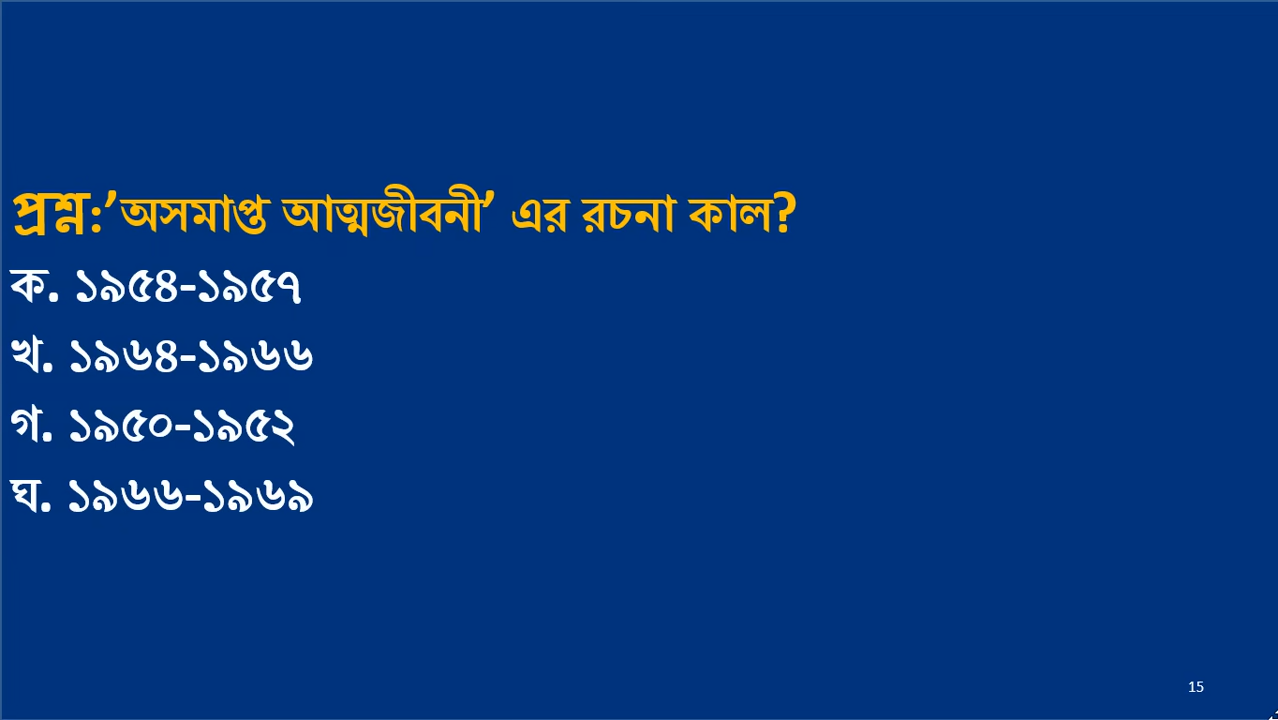 প্রশ্ন:’অসমাপ্ত আত্মজীবনী’ এর রচনা কাল?
ক. ১৯৫৪-১৯৫৭
খ. ১৯৬৪-১৯৬৬
গ. ১৯৫০-১৯৫২
ঘ. ১৯৬৬-১৯৬৯
15